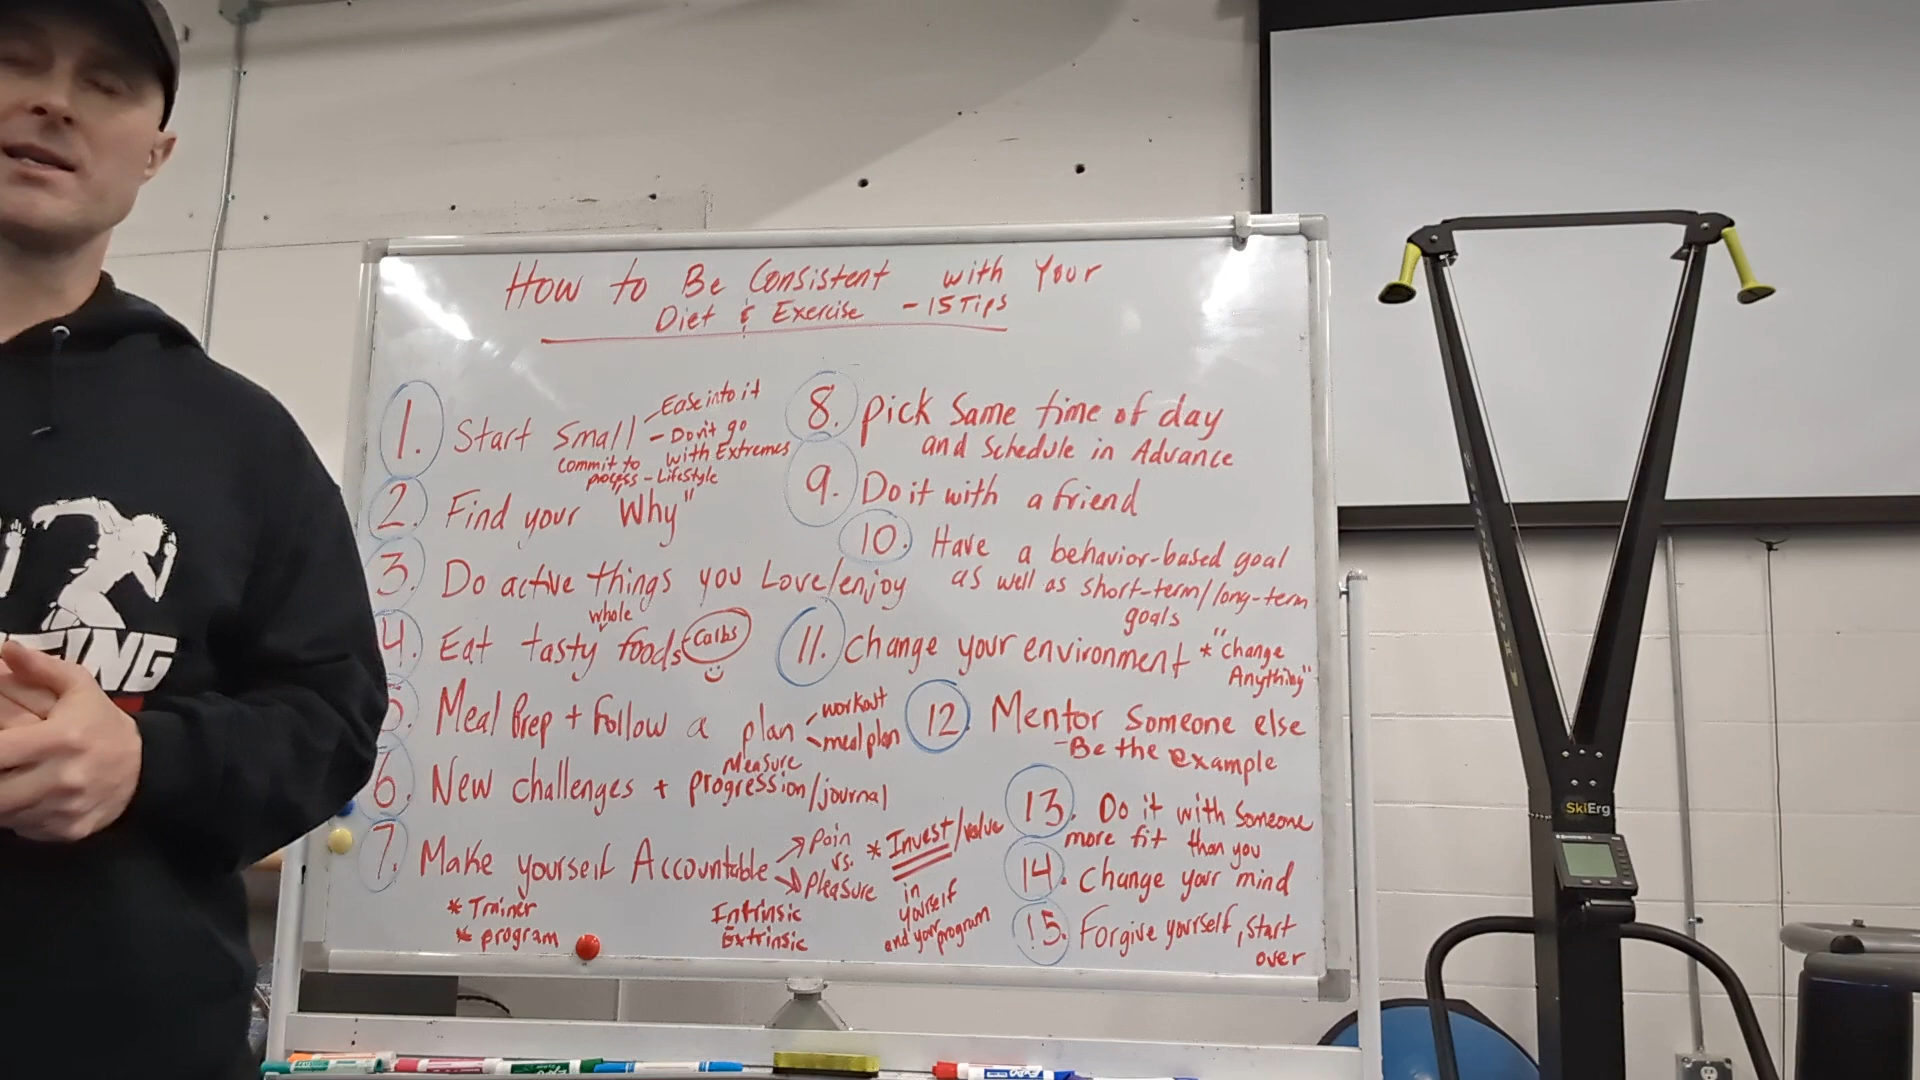 How to Be Consistent with Your
Diet & Exercise - 15 Tips
1. Start Small - Ease into it
- Don't go
with Extremes
commit to
process - Lifestyle
2. Find your "Why"
3. Do active things you Love/enjoy
whole
4. Eat tasty foods Carbs
5. Meal Prep + Follow a plan
workout
meal plan
Measure
6. New challenges + progression/journal
7. Make yourself Accountable
Pain
vs.
Pleasure
* Invest/value
in
yourself
and your program
* Trainer
* program
Intrinsic
Extrinsic
8. pick Same time of day
and Schedule in Advance
9. Do it with a friend
10. Have a behavior-based goal
as well as short-term/long-term
goals
11. Change your environment * "Change
Anything"
12. Mentor Someone else
- Be the example
13. Do it with Someone
more fit than you
14. Change your mind
15. Forgive yourself, Start
over
SkiErg
TING
EXPO